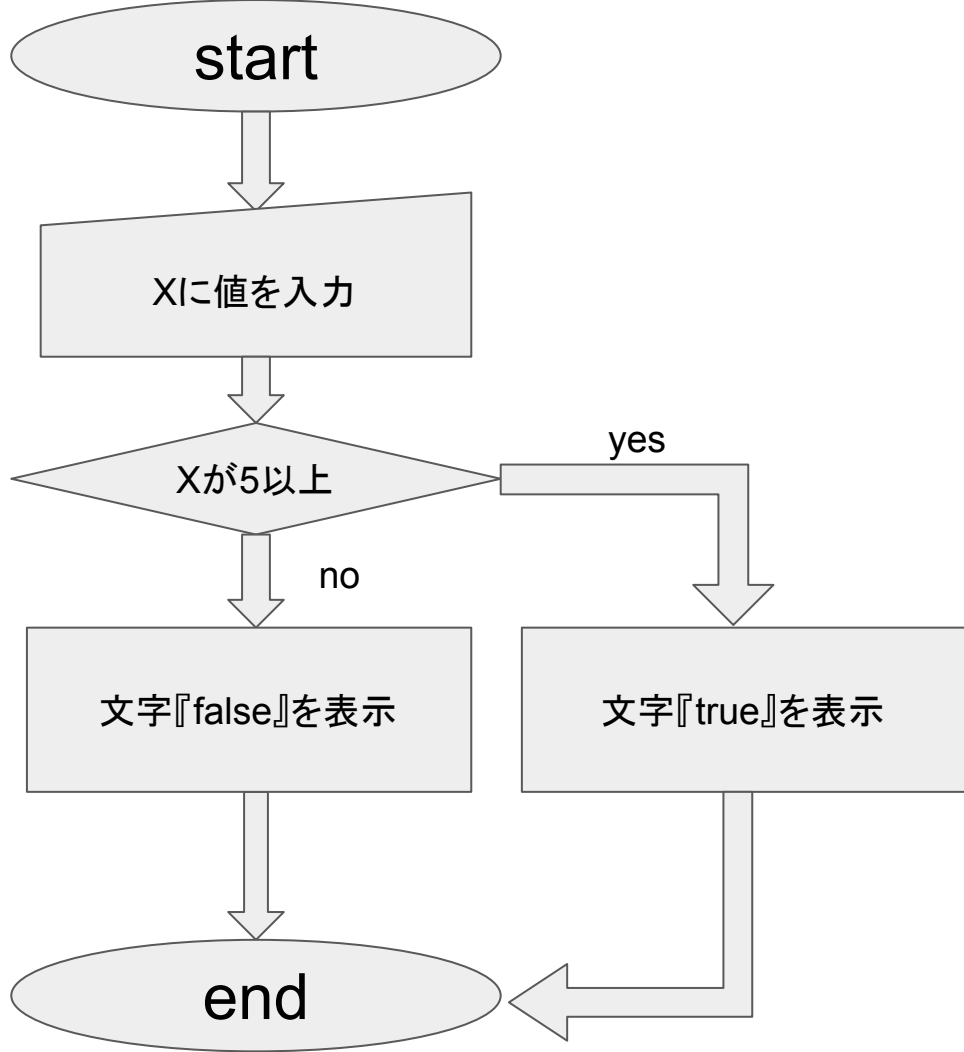 start
Xに値を入力
yes
Xが5以上
no
文字『false』を表示
文字『true』を表示
end